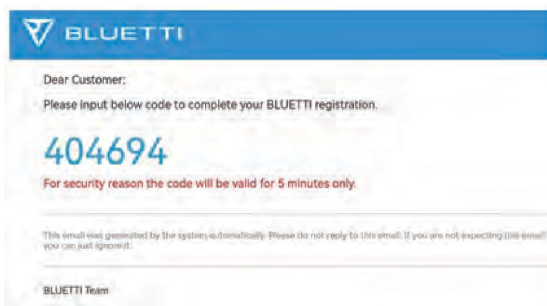 BLUETTI
Dear Customer:
Please input below code to complete your BLUETTI registration.
404694
For security reason the code will be valid for 5 minutes only.
This email was generated by the system automatically. Please do not reply to this email. If you are not expecting this email
you can just ignore it.
BLUETTI Team